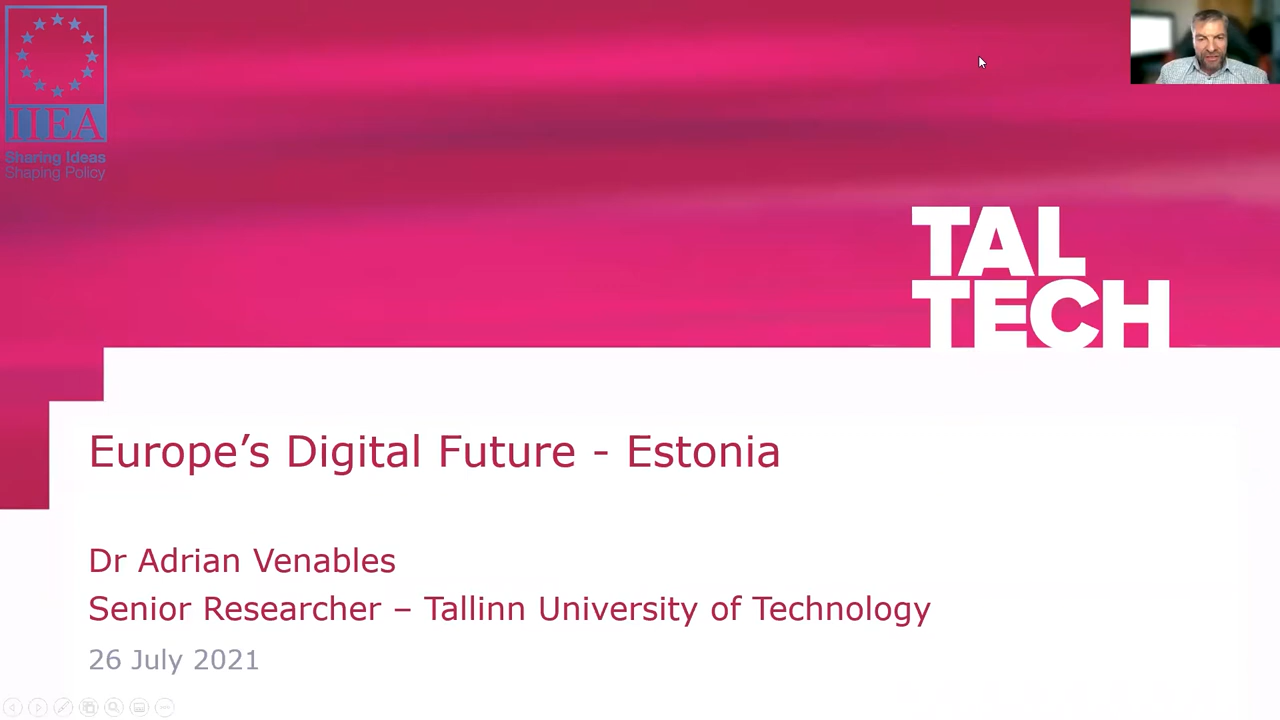 IIEA
Sharing Ideas
Shaping Policy
TAL
TECH
Europe’s Digital Future - Estonia
Dr Adrian Venables
Senior Researcher – Tallinn University of Technology
26 July 2021